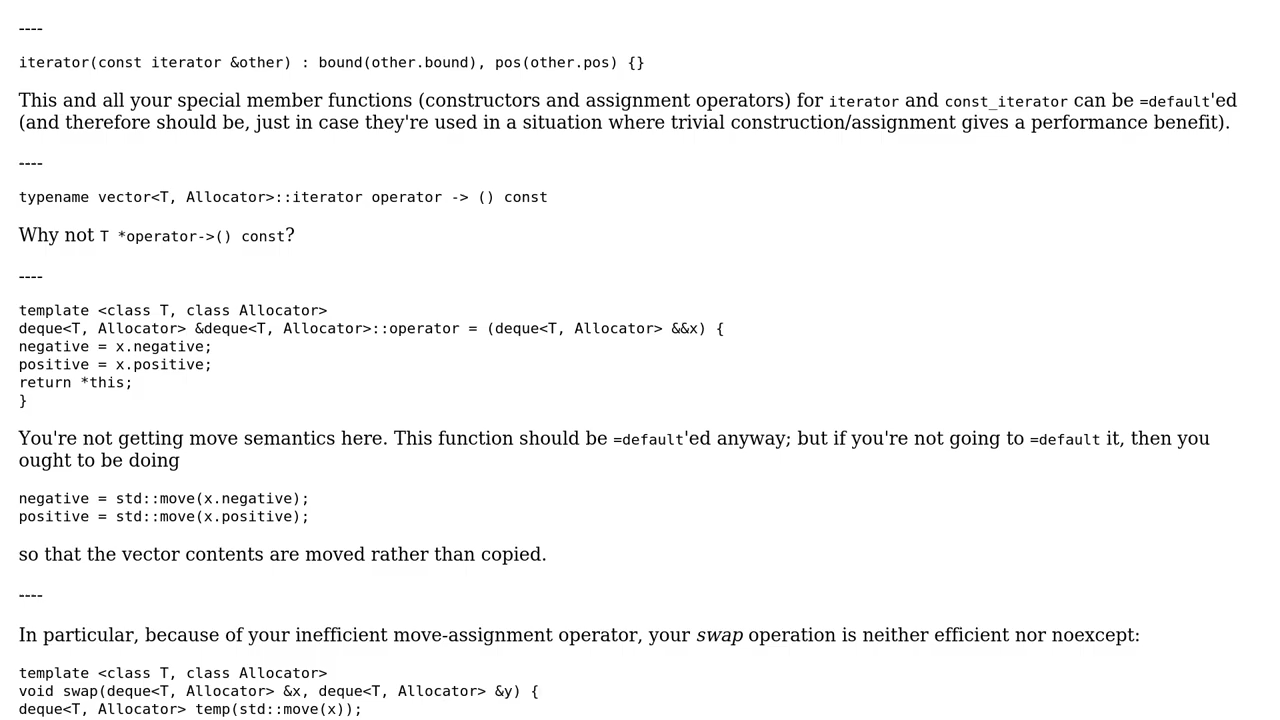 ----
iterator(const iterator &other) : bound(other.bound), pos(other.pos) {}
This and all your special member functions (constructors and assignment operators) for iterator and const_iterator can be =default'ed
(and therefore should be, just in case they're used in a situation where trivial construction/assignment gives a performance benefit).
----
typename vector<T, Allocator>::iterator operator -> () const
Why not T *operator->() const?
----
template <class T, class Allocator>
deque<T, Allocator> &deque<T, Allocator>::operator = (deque<T, Allocator> &&x) {
negative = x.negative;
positive = x.positive;
return *this;
}
You're not getting move semantics here. This function should be =default'ed anyway; but if you're not going to =default it, then you
ought to be doing
negative = std::move(x.negative);
positive = std::move(x.positive);
so that the vector contents are moved rather than copied.
----
In particular, because of your inefficient move-assignment operator, your swap operation is neither efficient nor noexcept:
template <class T, class Allocator>
void swap(deque<T, Allocator> &x, deque<T, Allocator> &y) {
deque<T, Allocator> temp(std::move(x));